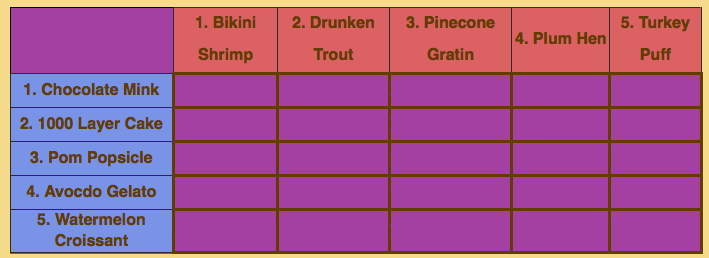 1. Bikini
Shrimp
2. Drunken
Trout
3. Pinecone
Gratin
4. Plum Hen
5. Turkey
Puff
1. Chocolate Mink
2. 1000 Layer Cake
3. Pom Popsicle
4. Avocdo Gelato
5. Watermelon
Croissant